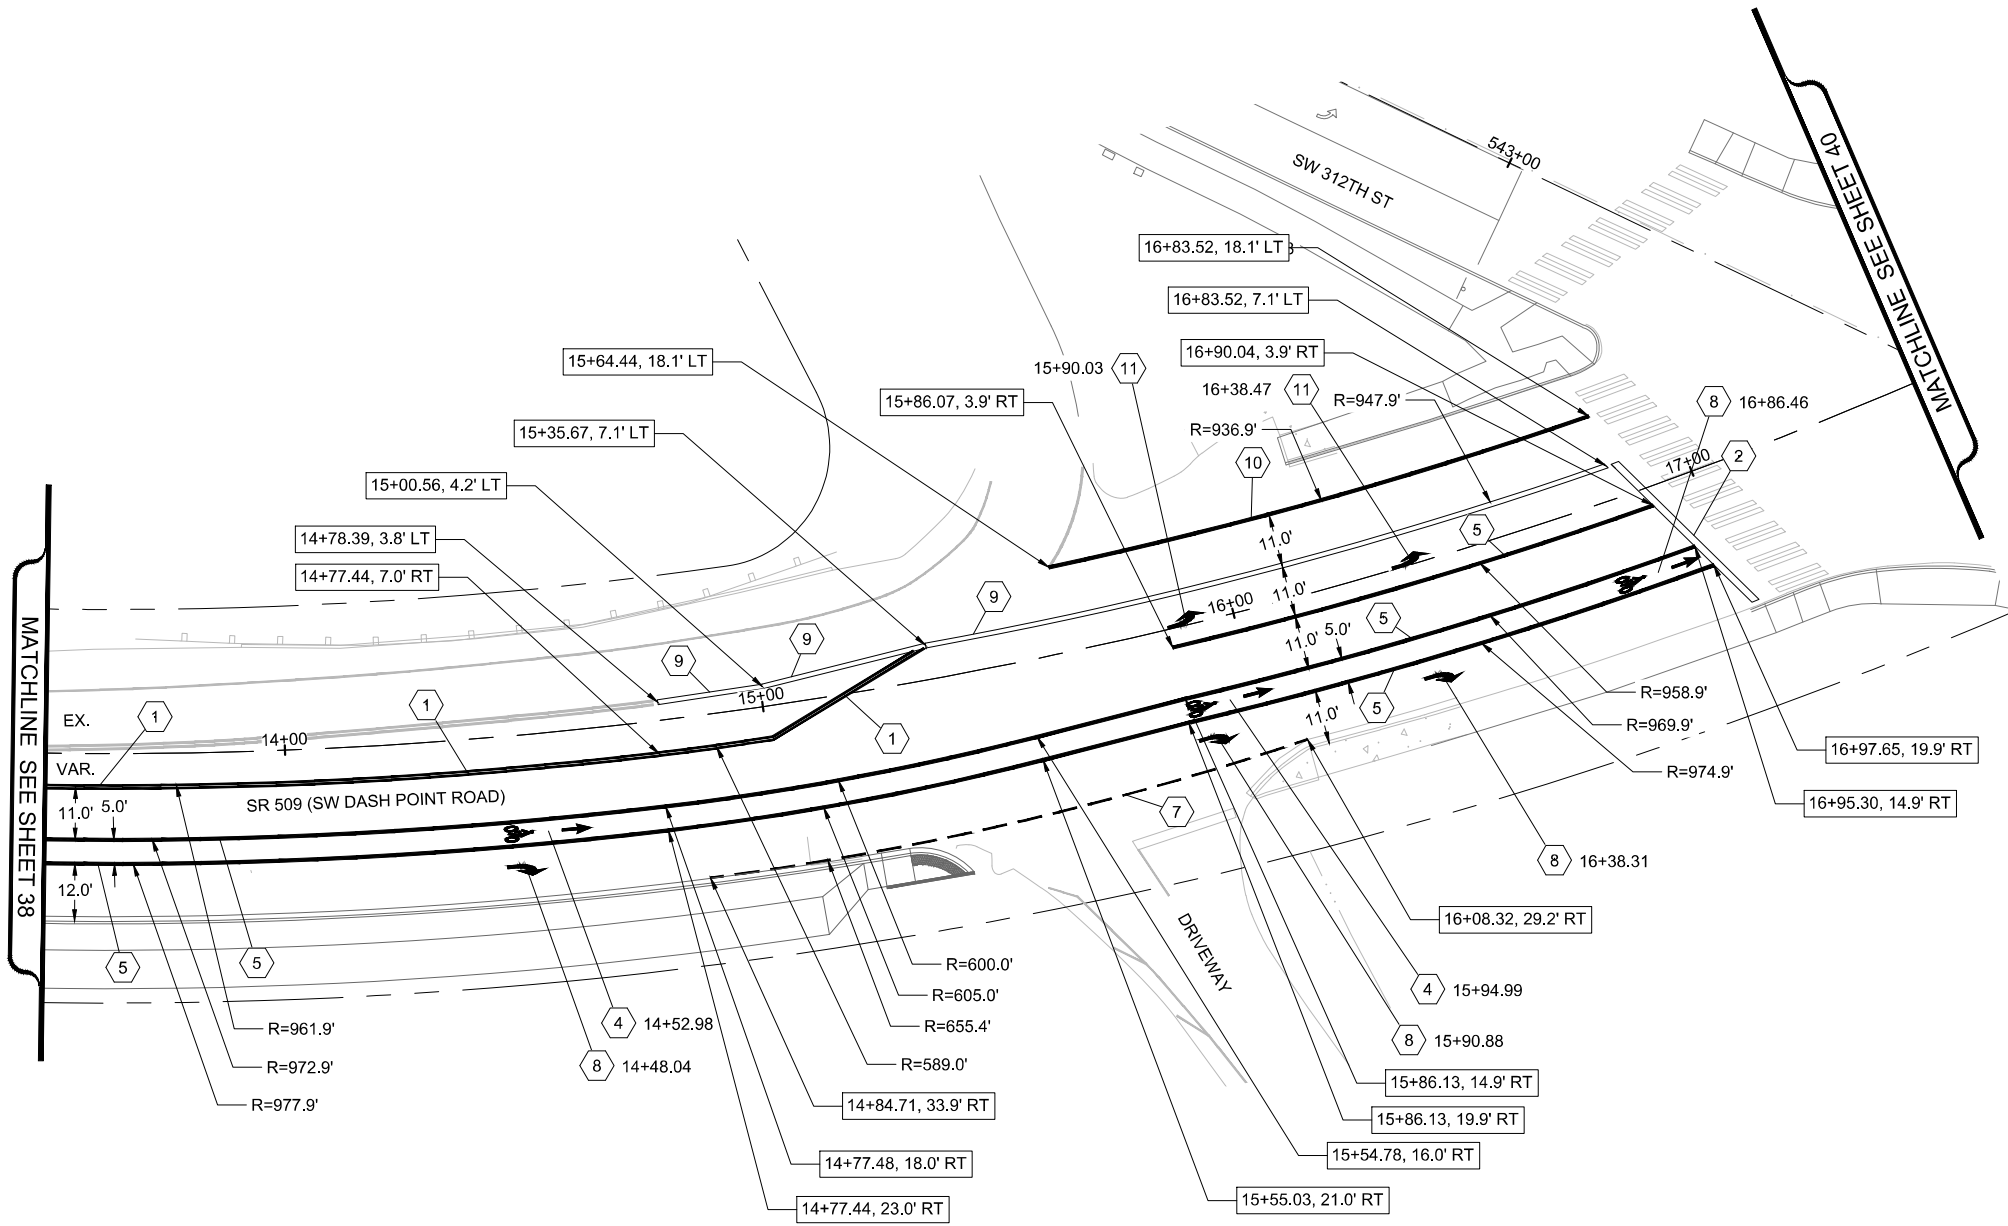 543+00
SW 312TH ST
MATCHLINE SEE SHEET 40
16+83.52, 18.1' LT
16+83.52, 7.1' LT
16+90.04, 3.9' RT
15+64.44, 18.1' LT
15+90.03
11
16+38.47
11
R=947.9'
8
16+86.46
15+86.07, 3.9' RT
R=936.9'
15+35.67, 7.1' LT
10
17+00
2
15+00.56, 4.2' LT
14+78.39, 3.8' LT
11.0'
5
14+77.44, 7.0' RT
9
11.0'
16+00
5
9
11.0'
5.0'
MATCHLINE SEE SHEET 38
9
15+00
R=658.9'
EX.
1
1
14+00
1
5
11.0'
R=969.9'
16+97.65, 19.9' RT
VAR.
SR 509 (SW DASH POINT ROAD)
R=974.9'
11.0'
5.0'
7
16+95.30, 14.9' RT
8
16+38.31
12.0'
16+08.32, 29.2' RT
DRIVEWAY
5
5
R=600.0'
4
15+94.99
R=605.0'
R=961.9'
4
14+52.98
R=655.4'
8
15+90.88
R=972.9'
8
14+48.04
R=589.0'
15+86.13, 14.9' RT
R=977.9'
14+84.71, 33.9' RT
15+86.13, 19.9' RT
14+77.48, 18.0' RT
15+54.78, 16.0' RT
14+77.44, 23.0' RT
15+55.03, 21.0' RT